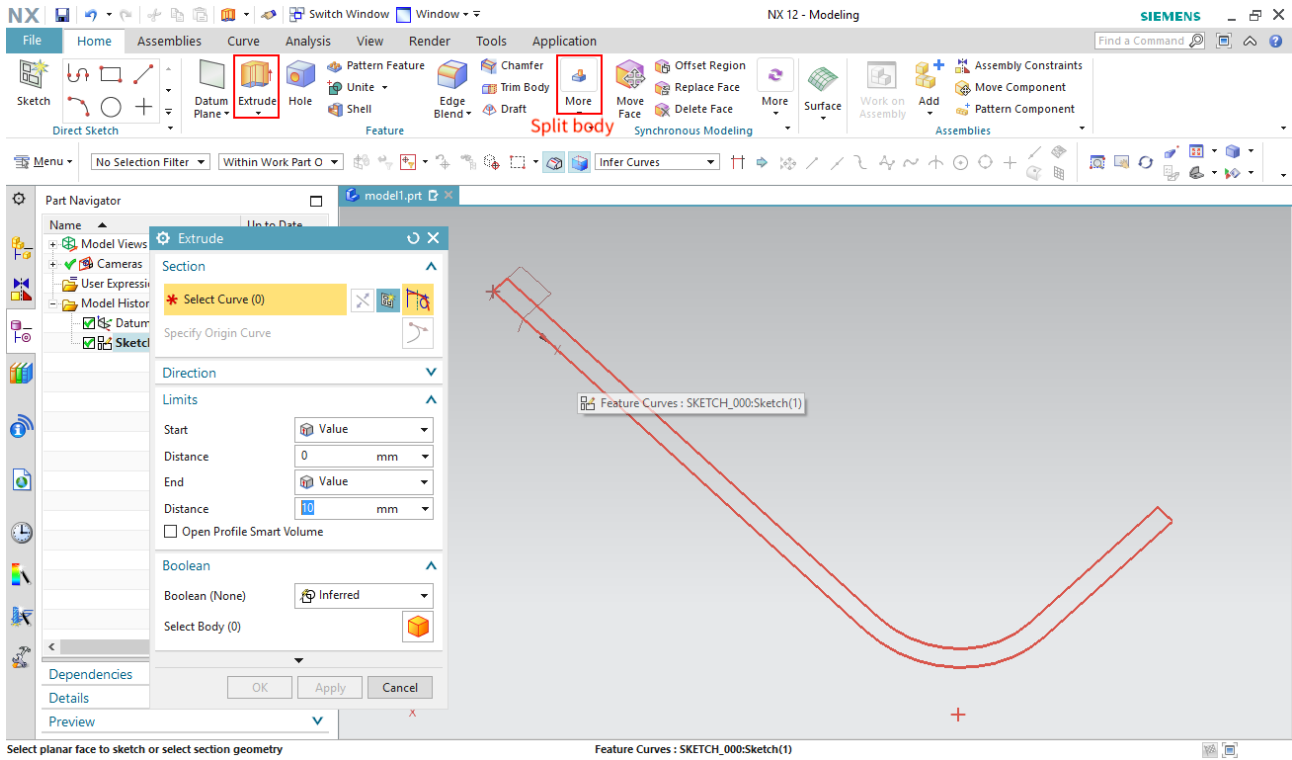 NX Switch Window Window NX 12 - Modeling SIEMENS
File Home Assemblies Curve Analysis View Render Tools Application Find a Command
Sketch
Direct Sketch
Datum Plane
Extrude
Hole
Pattern Feature
Unite
Shell
Edge Blend
Chamfer
Trim Body
Draft
More
Split body
Feature
Move Face
Offset Region
Replace Face
Delete Face
More
Synchronous Modeling
Surface
Work on Assembly
Add
Assembly Constraints
Move Component
Pattern Component
Assemblies
Menu No Selection Filter Within Work Part O Infer Curves
Part Navigator
model1.prt
Name Up to Date
Model Views
Cameras
User Expressi
Model Histor
Datum
Sketc
Dependencies
Details
Preview
Extrude
Section
Select Curve (0)
Specify Origin Curve
Direction
Limits
Start Value
Distance 0 mm
End Value
Distance 10 mm
Open Profile Smart Volume
Boolean
Boolean (None) Inferred
Select Body (0)
OK Apply Cancel
Feature Curves : SKETCH_000:Sketch(1)
X
Select planar face to sketch or select section geometry Feature Curves : SKETCH_000:Sketch(1)